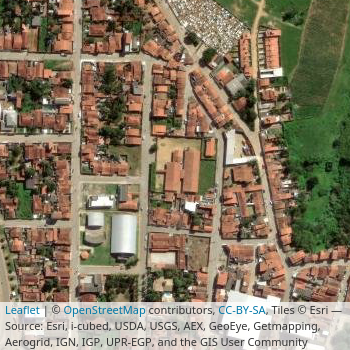 Leaflet | © OpenStreetMap contributors, CC-BY-SA, Tiles © Esri —
Source: Esri, i-cubed, USDA, USGS, AEX, GeoEye, Getmapping,
Aerogrid, IGN, IGP, UPR-EGP, and the GIS User Community